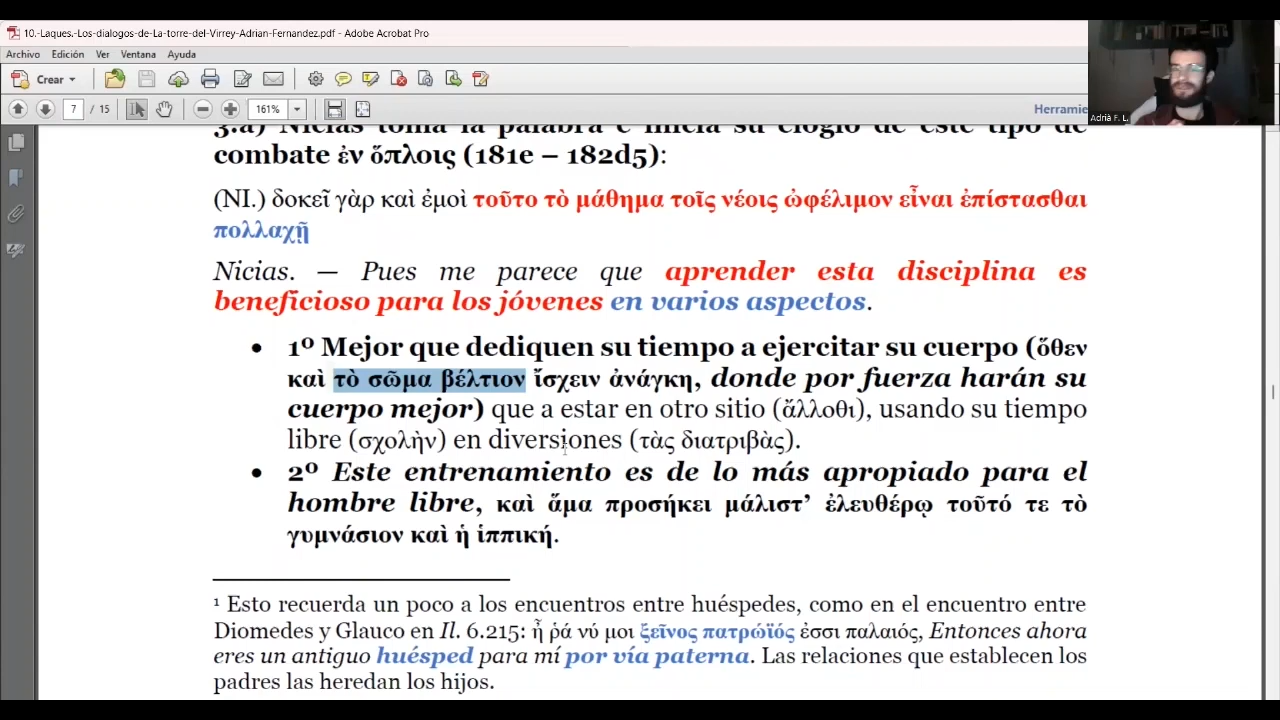 10.-Laques.-Los-dialogos-de-La-torre-del-Virrey-Adrian-Fernandez.pdf - Adobe Acrobat Pro
Archivo Edición Ver Ventana Ayuda
Crear
7 / 15 161% Herramie
Adrià F. L.
3.a) Nicias toma la palabra e inicia su elogio de este tipo de
combate ἐν ὅπλοις (181e – 182d5):
(NI.) δοκεῖ γὰρ καὶ ἐμοὶ τοῦτο τὸ μάθημα τοῖς νέοις ὠφέλιμον εἶναι ἐπίστασθαι
πολλαχῇ
Nicias. — Pues me parece que aprender esta disciplina es
beneficioso para los jóvenes en varios aspectos.
• 1º Mejor que dediquen su tiempo a ejercitar su cuerpo (ὅθεν
καὶ τὸ σῶμα βέλτιον ἴσχειν ἀνάγκη, donde por fuerza harán su
cuerpo mejor) que a estar en otro sitio (ἄλλοθι), usando su tiempo
libre (σχολὴν) en diversiones (τὰς διατριβὰς).
• 2º Este entrenamiento es de lo más apropiado para el
hombre libre, καὶ ἅμα προσήκει μάλιστ’ ἐλευθέρῳ τοῦτό τε τὸ
γυμνάσιον καὶ ἡ ἱππική.
¹ Esto recuerda un poco a los encuentros entre huéspedes, como en el encuentro entre
Diomedes y Glauco en Il. 6.215: ἦ ῥά νύ μοι ξεῖνος πατρώϊός ἐσσι παλαιός, Entonces ahora
eres un antiguo huésped para mí por vía paterna. Las relaciones que establecen los
padres las heredan los hijos.